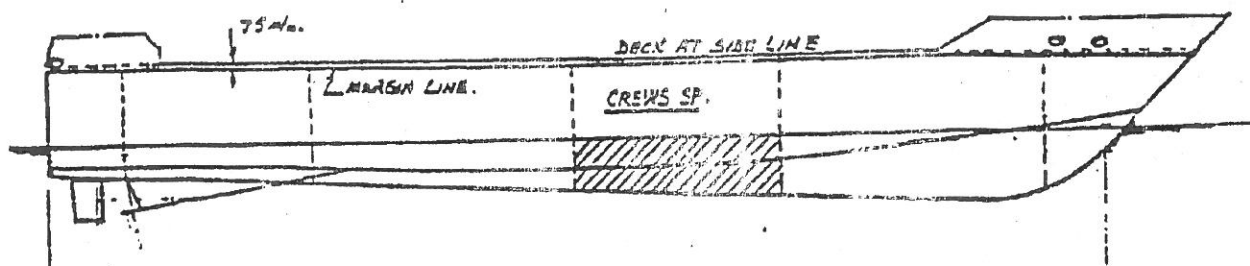 75 m/m.
DECK AT SIDE LINE
MARGIN LINE.
CREWS SP.